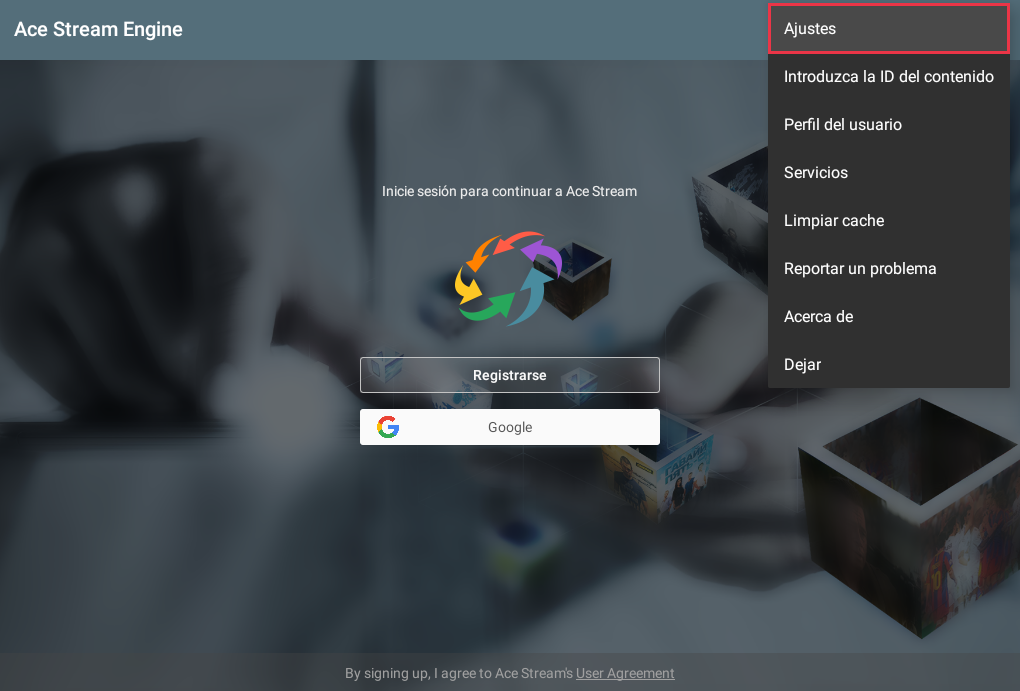 Ace Stream Engine
Ajustes
Introduzca la ID del contenido
Perfil del usuario
Servicios
Limpiar cache
Reportar un problema
Acerca de
Dejar
Inicie sesión para continuar a Ace Stream
Registrarse
Google
By signing up, I agree to Ace Stream's User Agreement